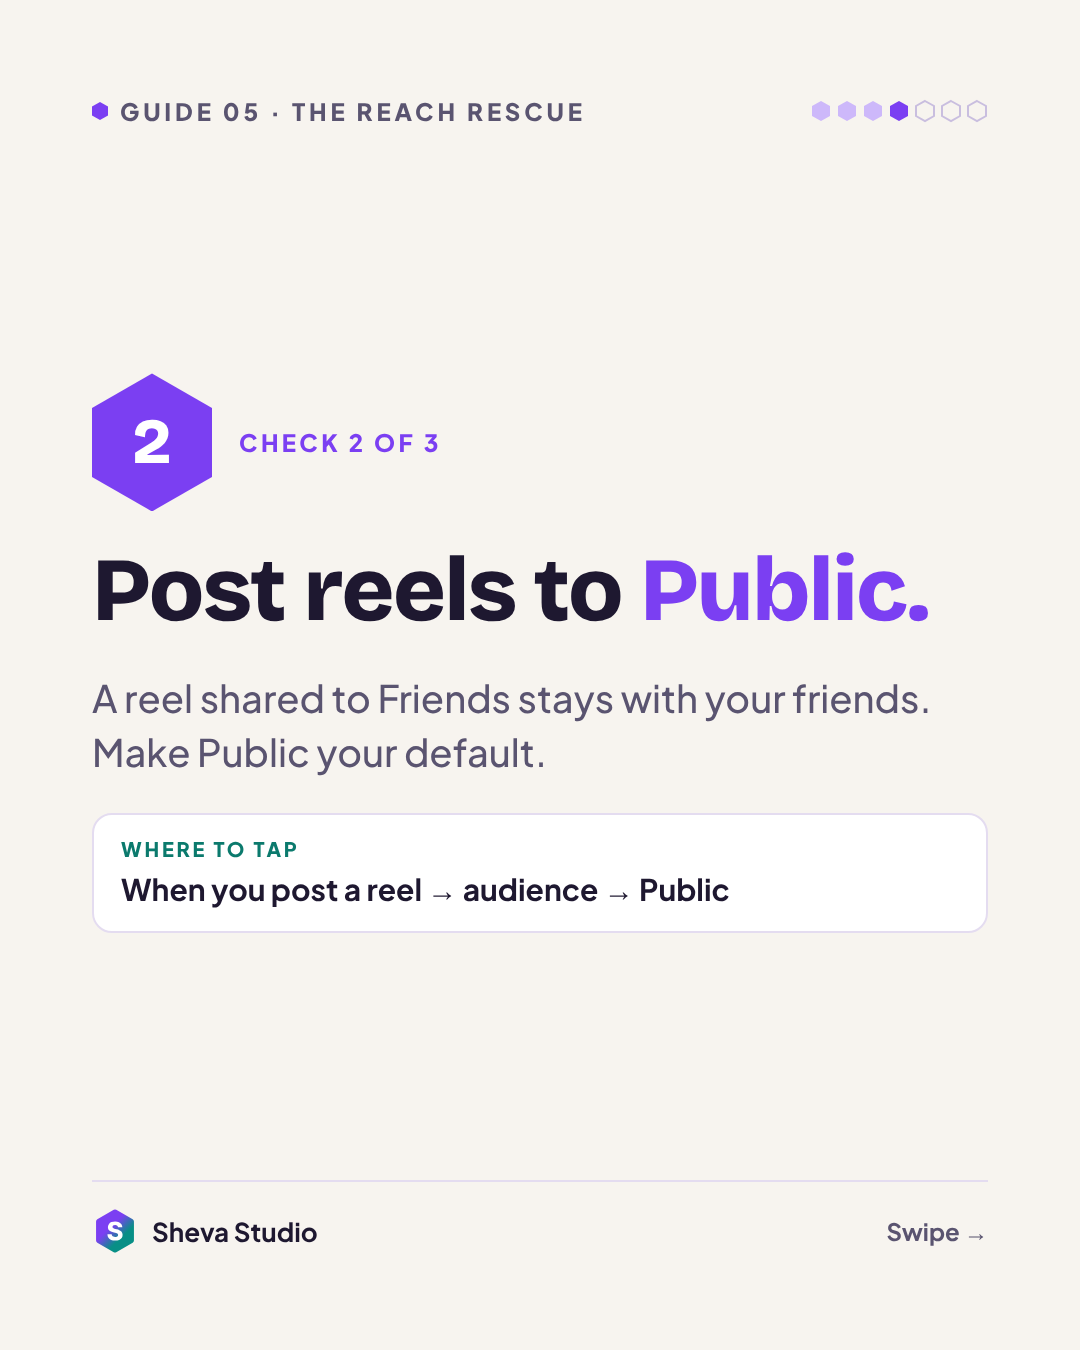 GUIDE 05 · THE REACH RESCUE
2
CHECK 2 OF 3
Post reels to Public.
A reel shared to Friends stays with your friends.
Make Public your default.
WHERE TO TAP
When you post a reel → audience → Public
S
Sheva Studio
Swipe →